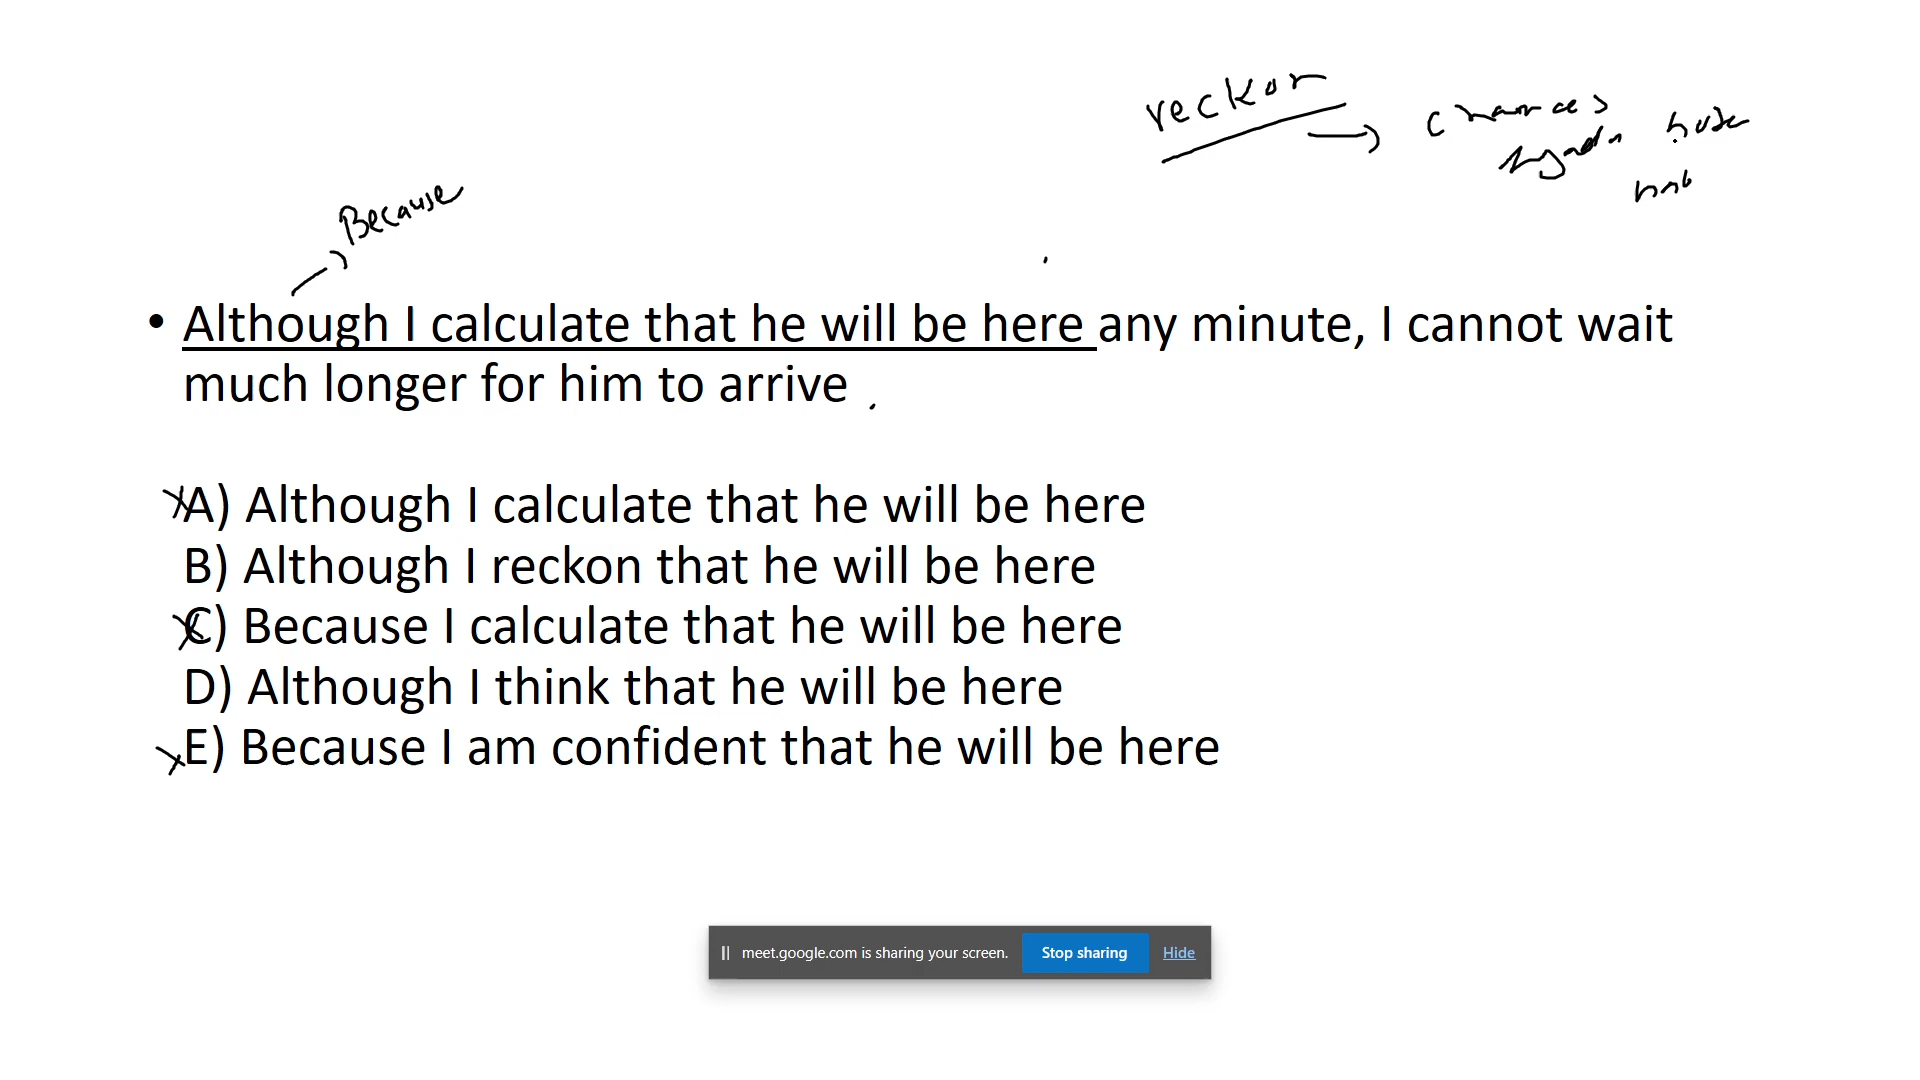 reckon
chances
Because
• Although I calculate that he will be here any minute, I cannot wait
much longer for him to arrive .
A) Although I calculate that he will be here
B) Although I reckon that he will be here
C) Because I calculate that he will be here
D) Although I think that he will be here
E) Because I am confident that he will be here
meet.google.com is sharing your screen. Stop sharing Hide